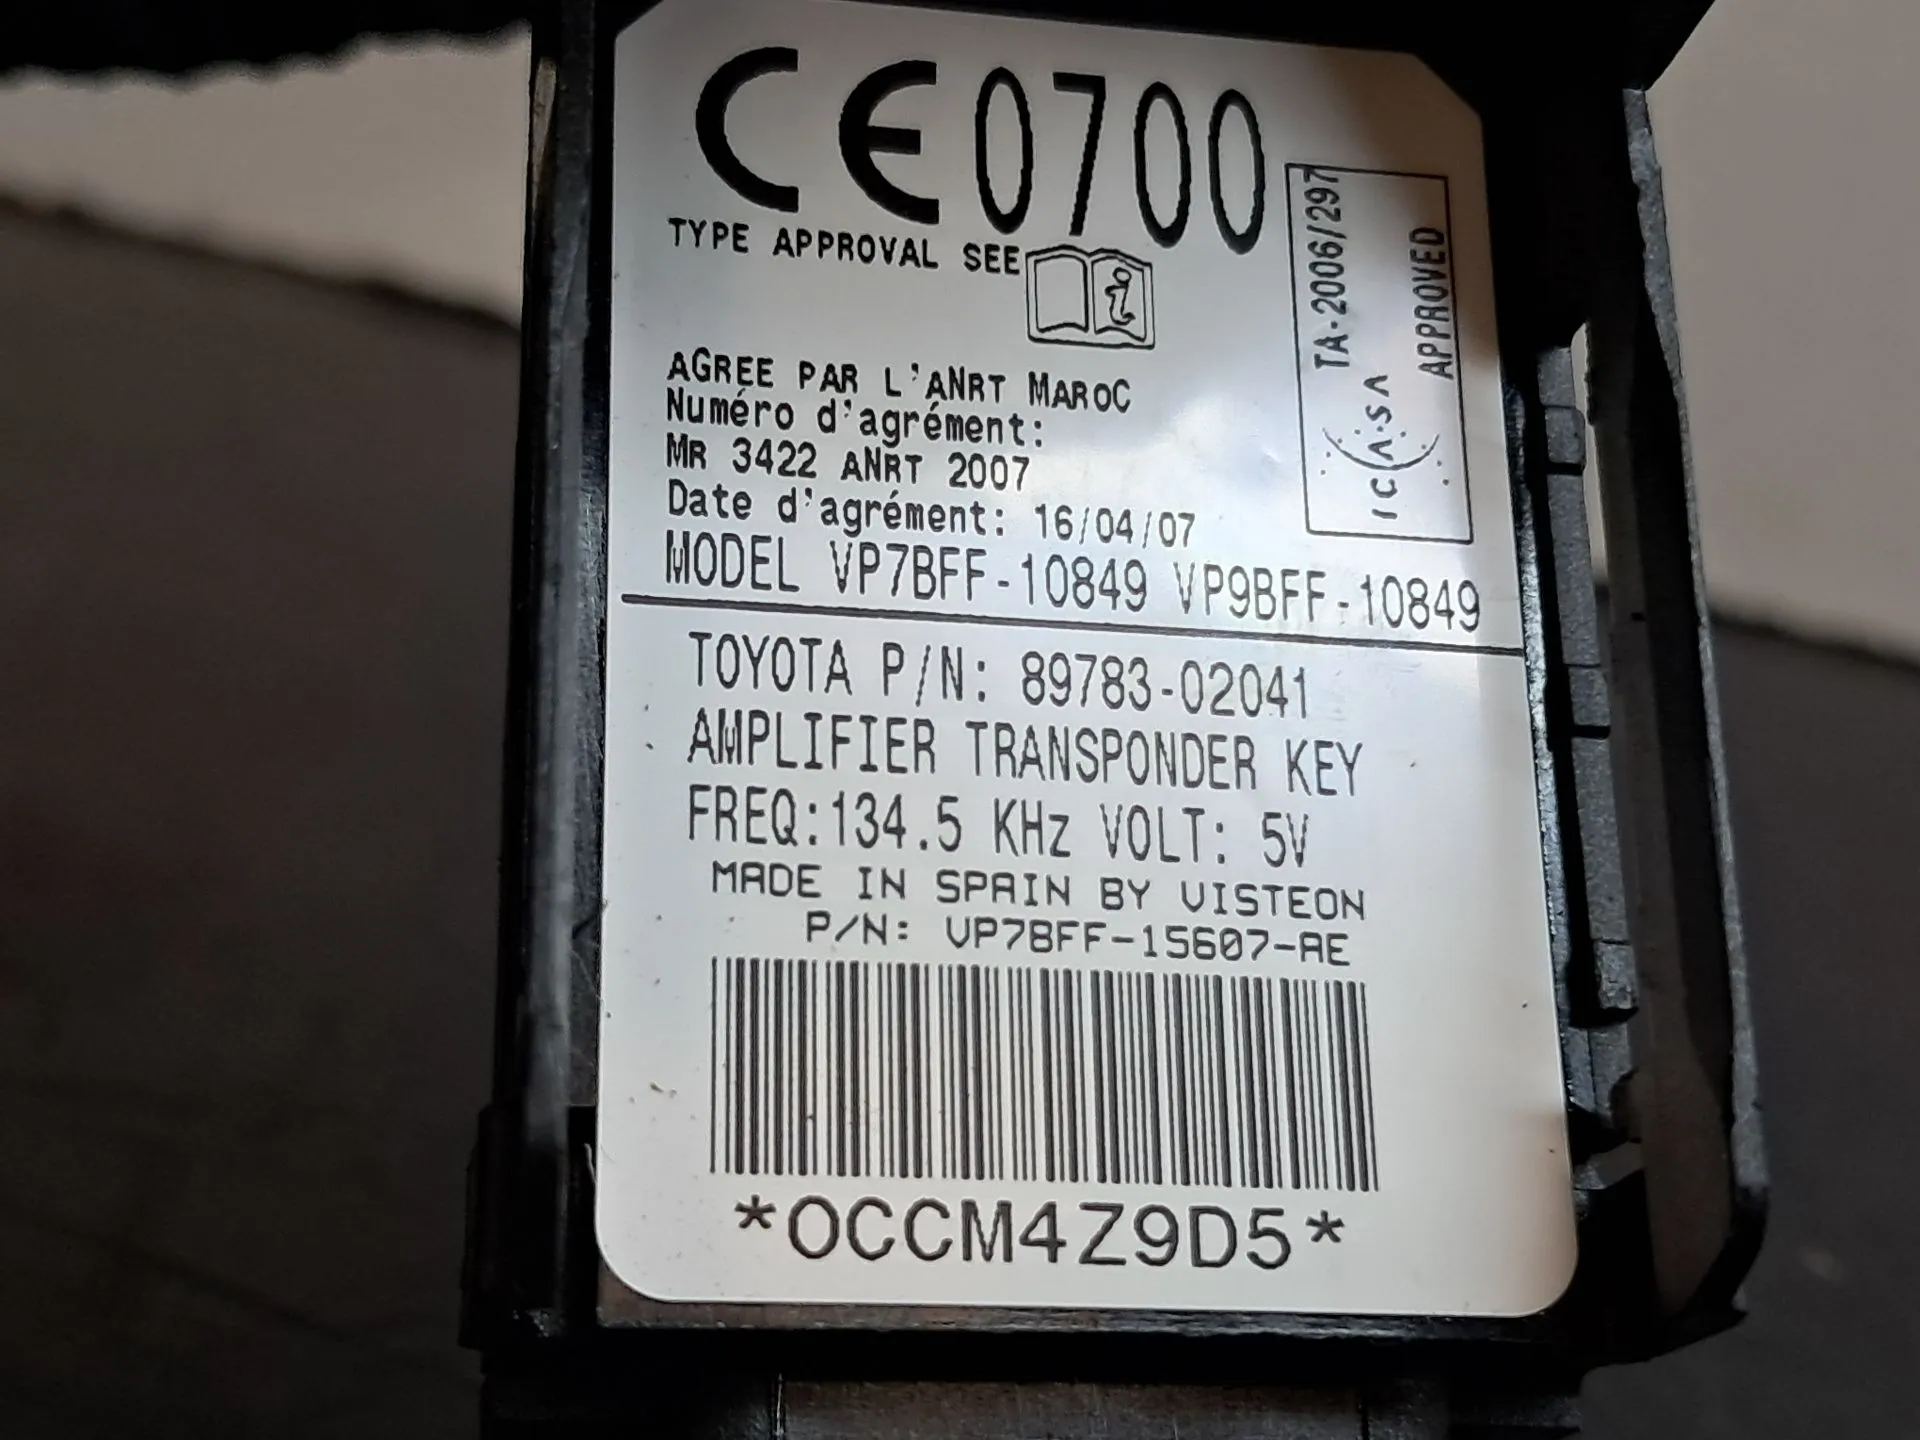 CE0700
TYPE APPROVAL SEE
i
TA-2006/297
APPROVED
ICASA
AGREE PAR L'ANRT MAROC
Numéro d'agrément:
MR 3422 ANRT 2007
Date d'agrément: 16/04/07
MODEL VP7BFF-10849 VP9BFF-10849
TOYOTA P/N: 89783-02041
AMPLIFIER TRANSPONDER KEY
FREQ:134.5 KHz VOLT: 5V
MADE IN SPAIN BY VISTEON
P/N: VP7BFF-15607-AE
*OCCM4Z9D5*